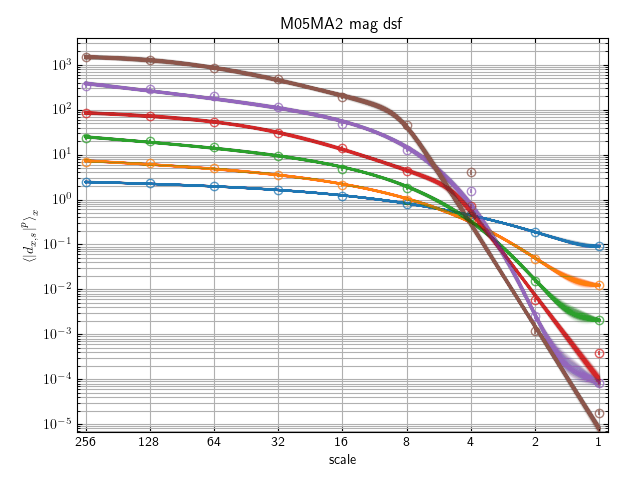 M05MA2 mag dsf
⟨|d_{x,s}|^p⟩_x
10^3
10^2
10^1
10^0
10^{-1}
10^{-2}
10^{-3}
10^{-4}
10^{-5}
256 128 64 32 16 8 4 2 1
scale